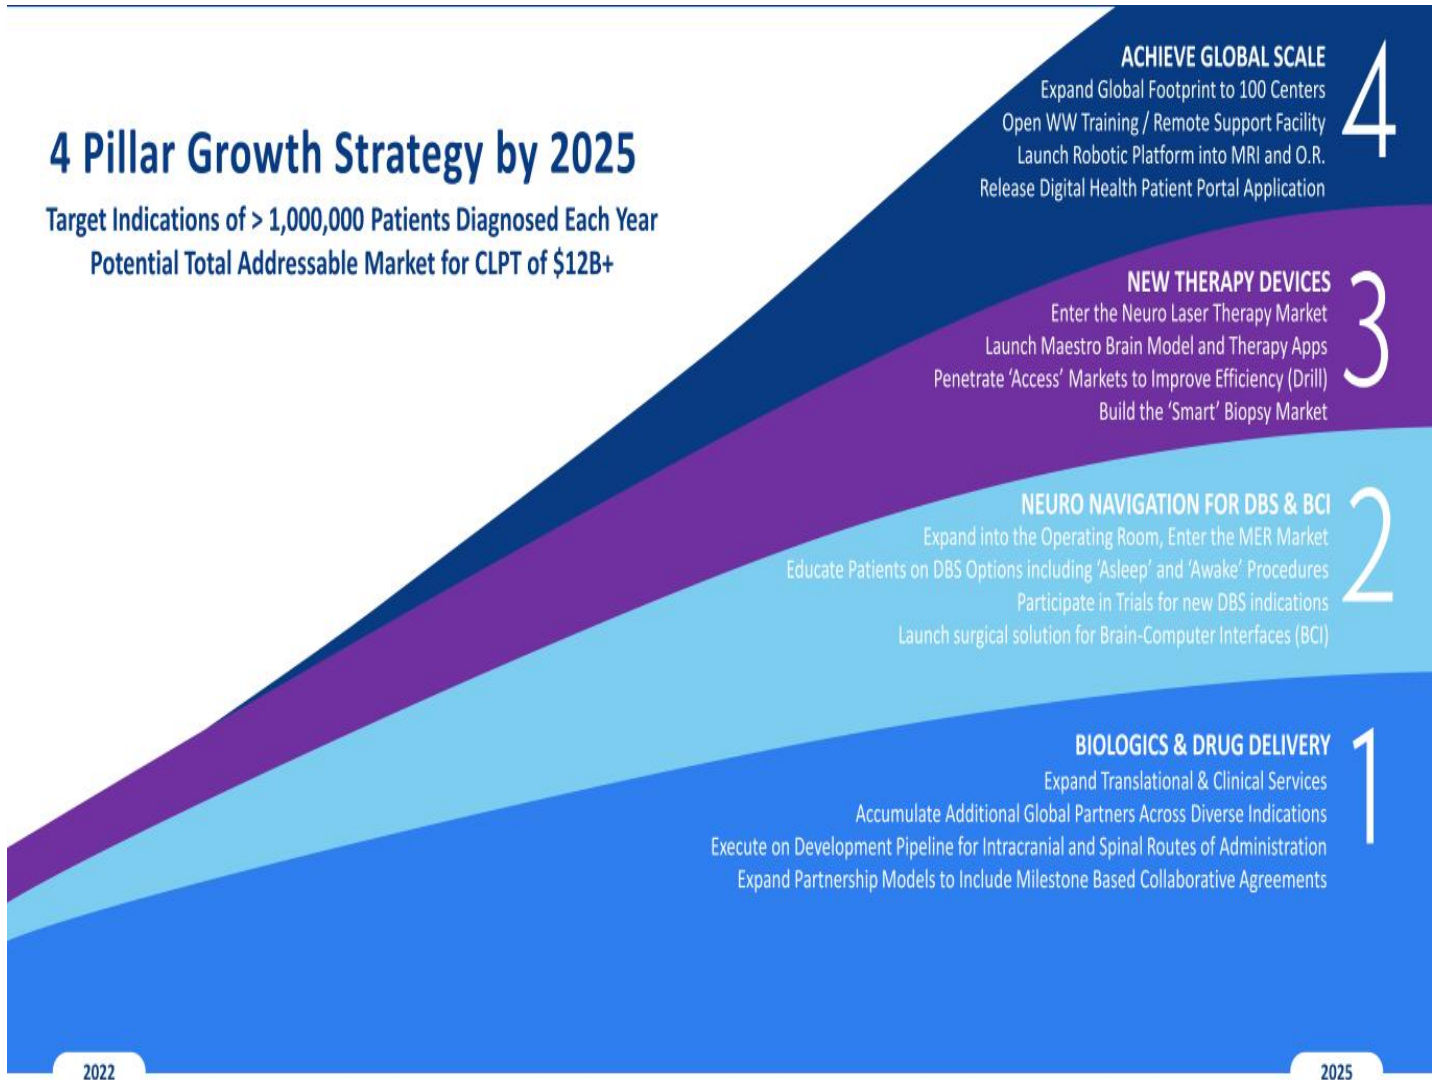 4 Pillar Growth Strategy by 2025
Target Indications of > 1,000,000 Patients Diagnosed Each Year
Potential Total Addressable Market for CLPT of $12B+
ACHIEVE GLOBAL SCALE
Expand Global Footprint to 100 Centers
Open WW Training / Remote Support Facility
Launch Robotic Platform into MRI and O.R.
Release Digital Health Patient Portal Application
4
NEW THERAPY DEVICES
Enter the Neuro Laser Therapy Market
Launch Maestro Brain Model and Therapy Apps
Penetrate ‘Access’ Markets to Improve Efficiency (Drill)
Build the ‘Smart’ Biopsy Market
3
NEURO NAVIGATION FOR DBS & BCI
Expand into the Operating Room, Enter the MER Market
Educate Patients on DBS Options including ‘Asleep’ and ‘Awake’ Procedures
Participate in Trials for new DBS indications
Launch surgical solution for Brain-Computer Interfaces (BCI)
2
BIOLOGICS & DRUG DELIVERY
Expand Translational & Clinical Services
Accumulate Additional Global Partners Across Diverse Indications
Execute on Development Pipeline for Intracranial and Spinal Routes of Administration
Expand Partnership Models to Include Milestone Based Collaborative Agreements
1
2022
2025